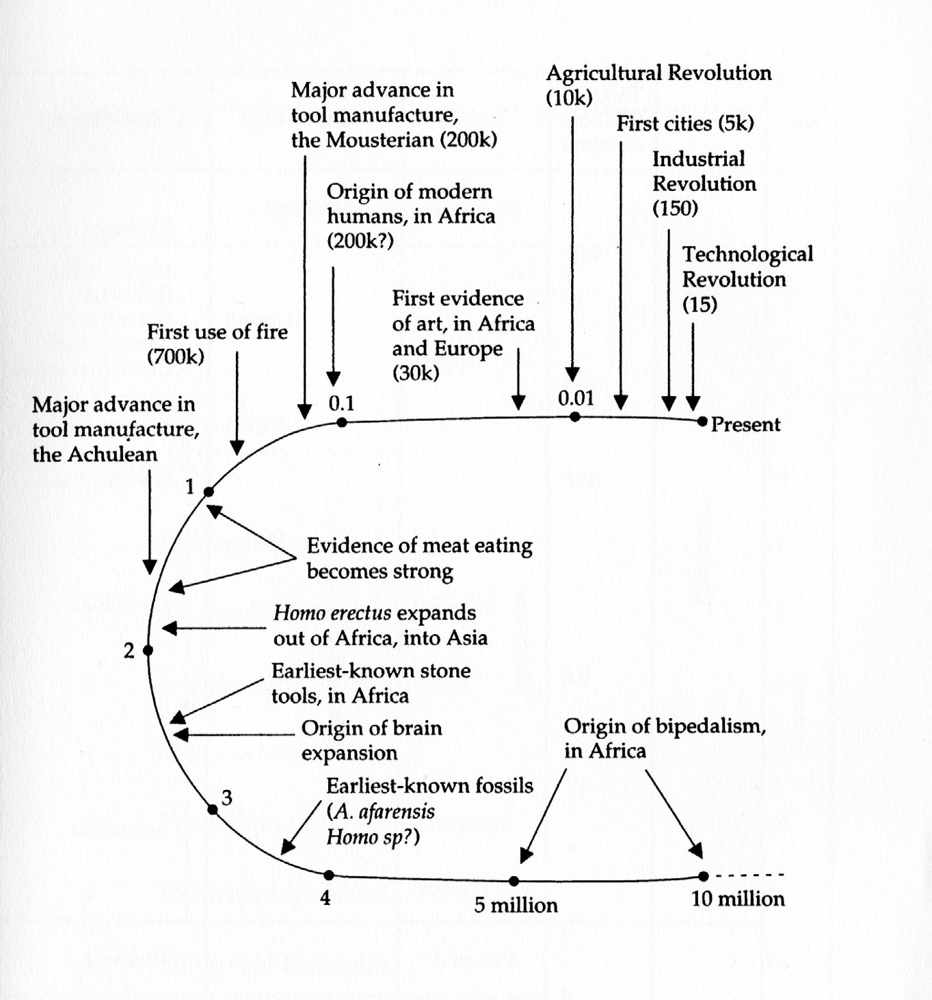 Agricultural Revolution
(10k)
Major advance in
tool manufacture,
the Mousterian (200k)
First cities (5k)
Industrial
Revolution
(150)
Origin of modern
humans, in Africa
(200k?)
Technological
Revolution
(15)
First evidence
of art, in Africa
and Europe
(30k)
First use of fire
(700k)
Major advance in
tool manufacture,
the Achulean
0.1
0.01
Present
1
Evidence of meat eating
becomes strong
Homo erectus expands
out of Africa, into Asia
2
Earliest-known stone
tools, in Africa
Origin of brain
expansion
Origin of bipedalism,
in Africa
3
Earliest-known fossils
(A. afarensis
Homo sp?)
4
5 million
10 million